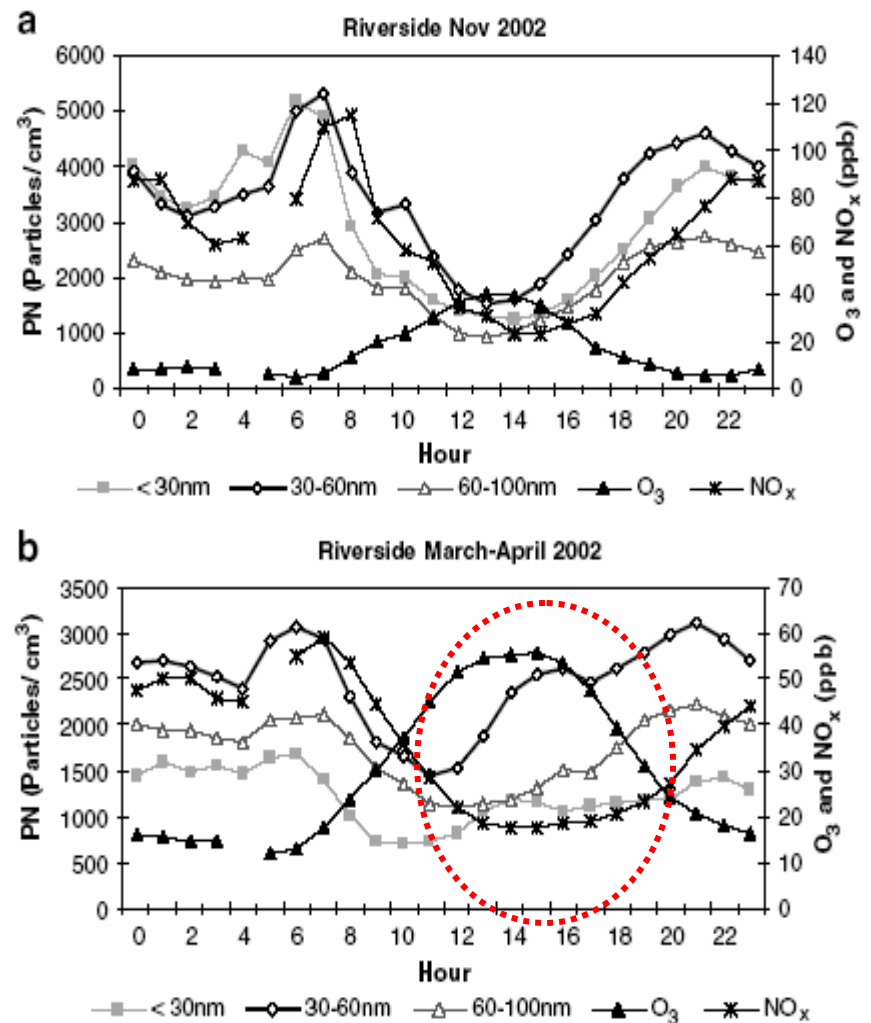 a
Riverside Nov 2002
6000
5000
4000
3000
2000
1000
0
PN (Particles/cm³)
140
120
100
80
60
40
20
0
O₃ and NOₓ (ppb)
0 2 4 6 8 10 12 14 16 18 20 22
Hour
<30nm 30-60nm 60-100nm O₃ NOₓ
b
Riverside March-April 2002
3500
3000
2500
2000
1500
1000
500
0
PN (Particles/cm³)
70
60
50
40
30
20
10
0
O₃ and NOₓ (ppb)
0 2 4 6 8 10 12 14 16 18 20 22
Hour
<30nm 30-60nm 60-100nm O₃ NOₓ